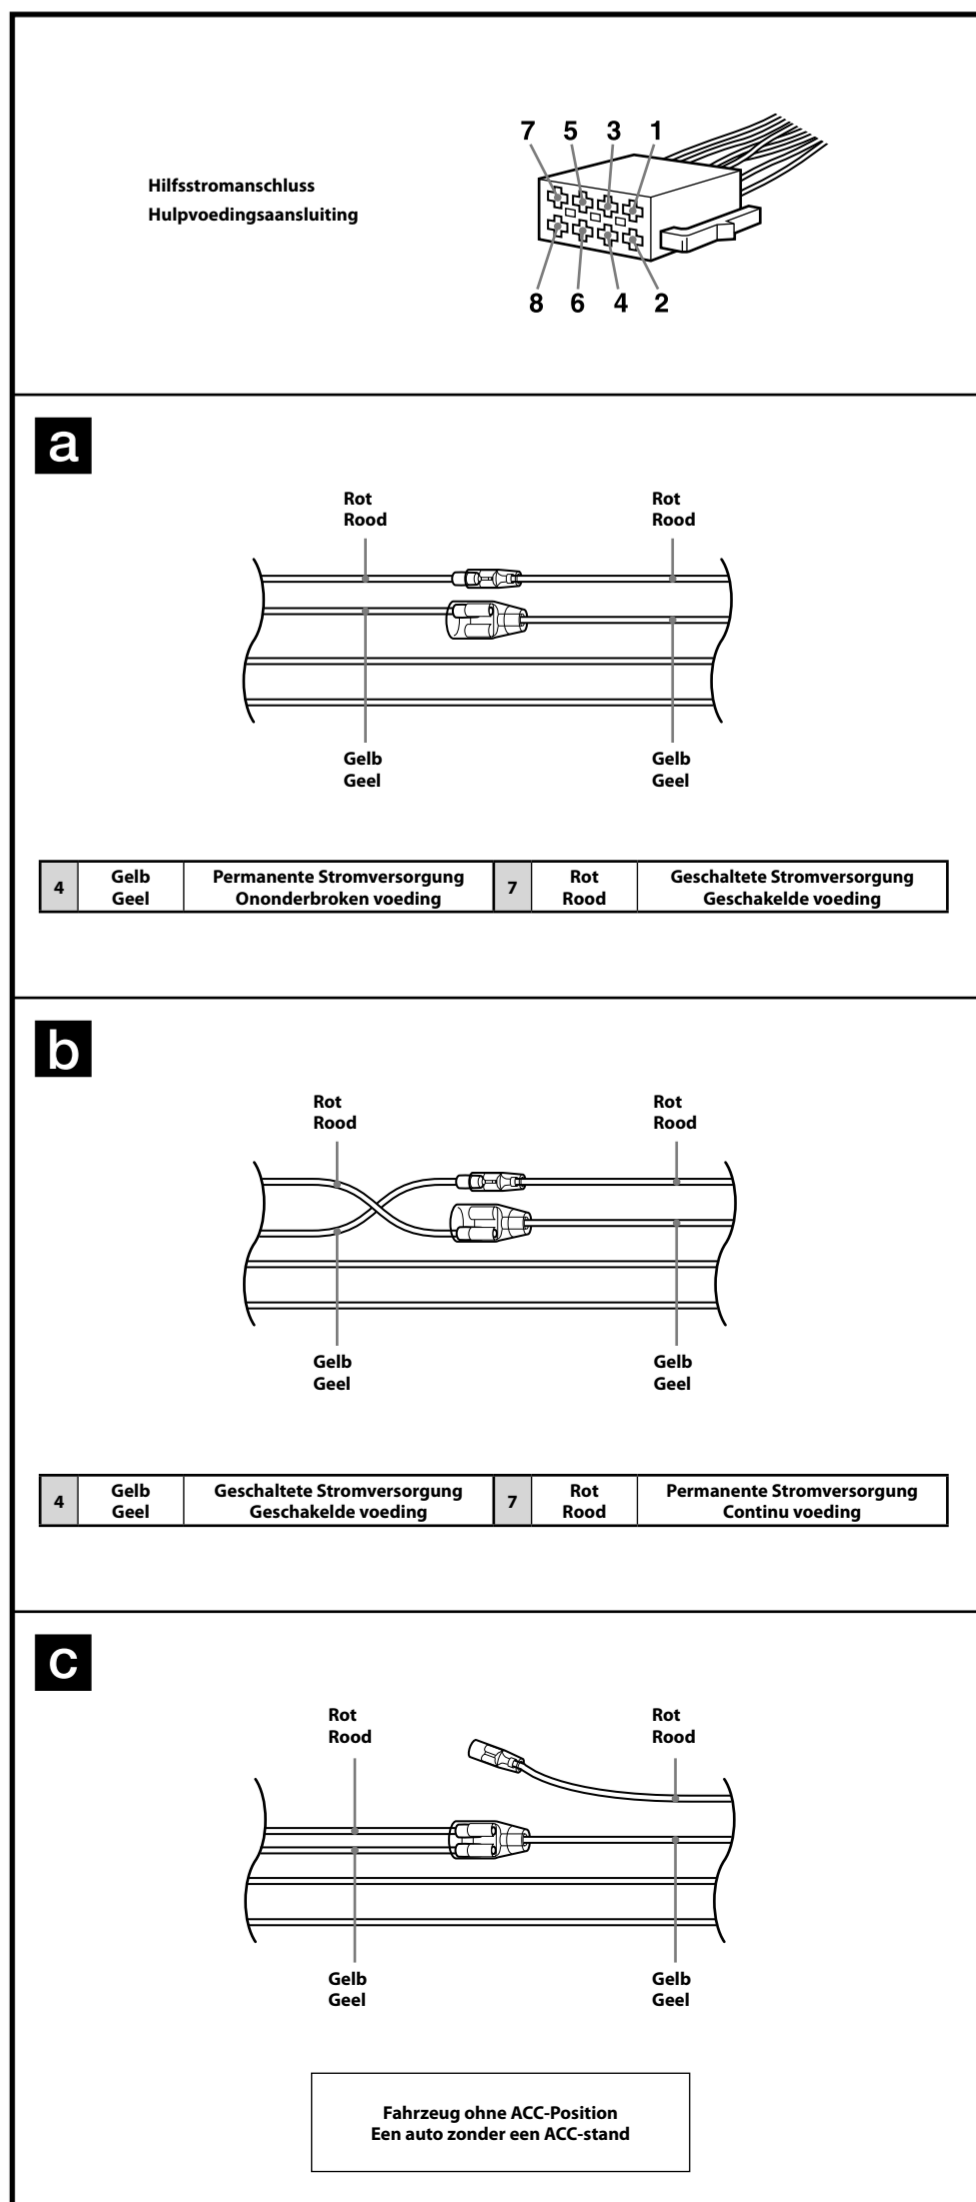 7 5 3 1
Hilfsstromanschluss
Hulpvoedingsaansluiting
8 6 4 2
a
Rot Rot
Rood Rood
Gelb Gelb
Geel Geel
4 Gelb Geel Permanente Stromversorgung Ononderbroken voeding 7 Rot Rood Geschaltete Stromversorgung Geschakelde voeding
b
Rot Rot
Rood Rood
Gelb Gelb
Geel Geel
4 Gelb Geel Geschaltete Stromversorgung Geschakelde voeding 7 Rot Rood Permanente Stromversorgung Continu voeding
c
Rot Rot
Rood Rood
Gelb Gelb
Geel Geel
Fahrzeug ohne ACC-Position
Een auto zonder een ACC-stand